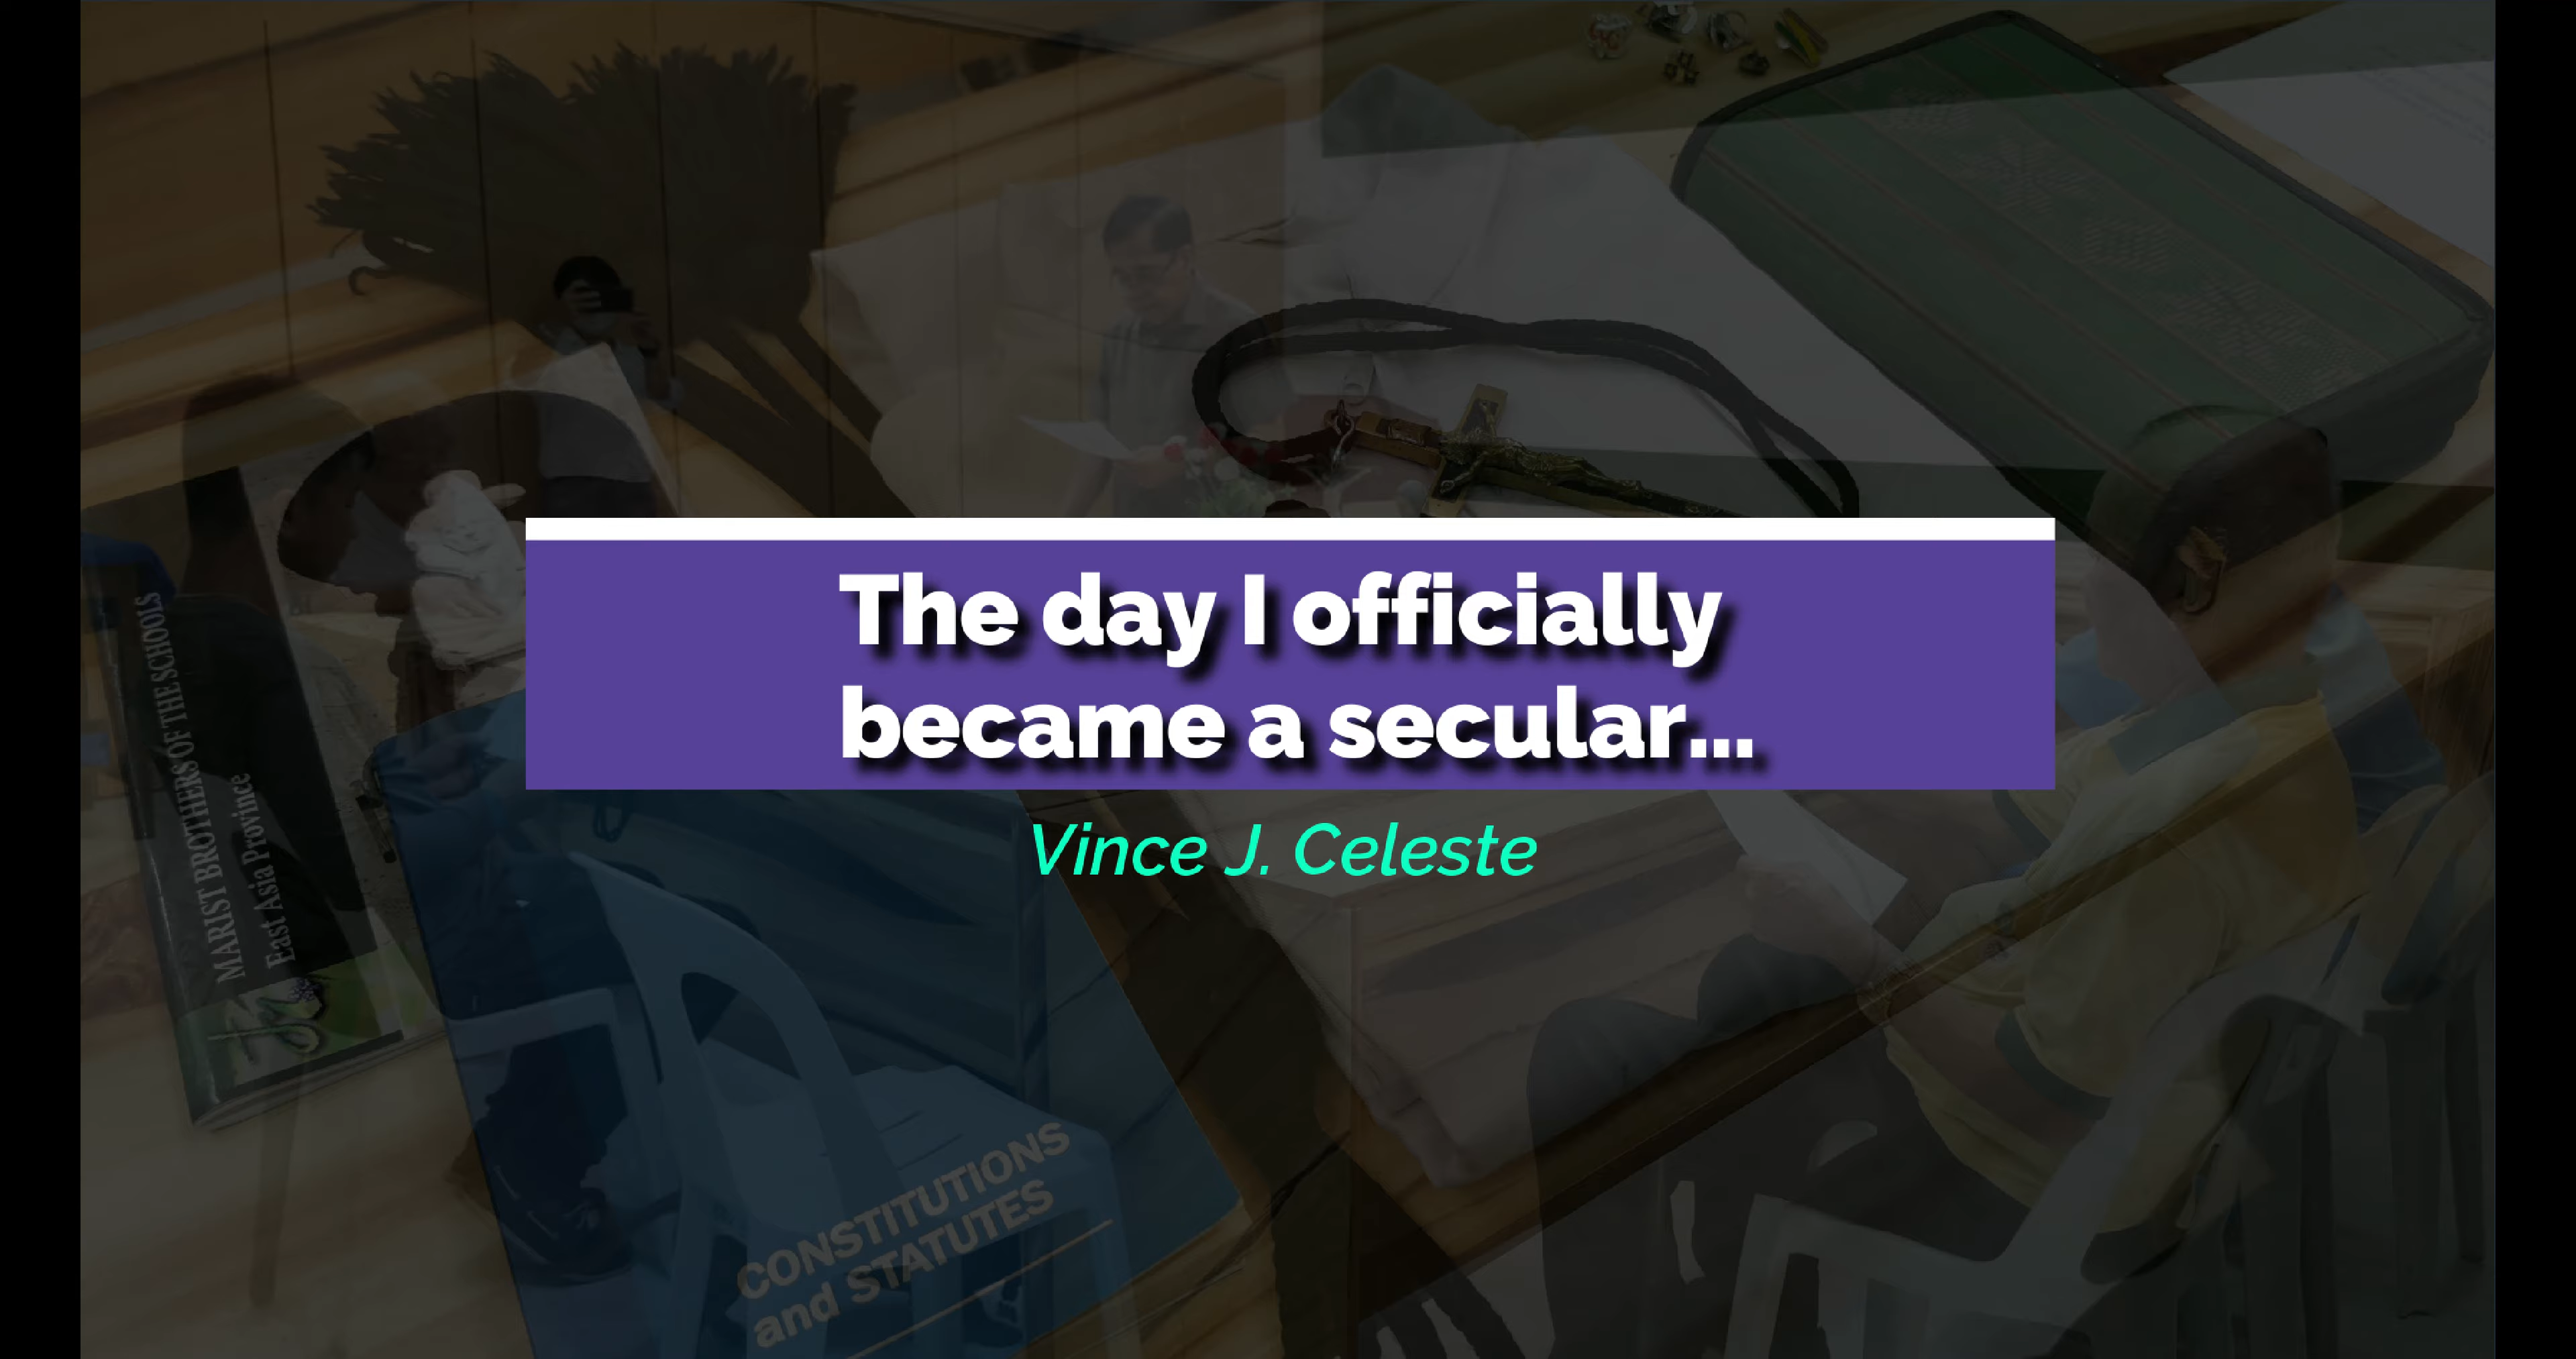 The day I officially
became a secular...
Vince J. Celeste
MARIST BROTHERS OF THE SCHOOLS
East Asia Province
CONSTITUTIONS
and STATUTES